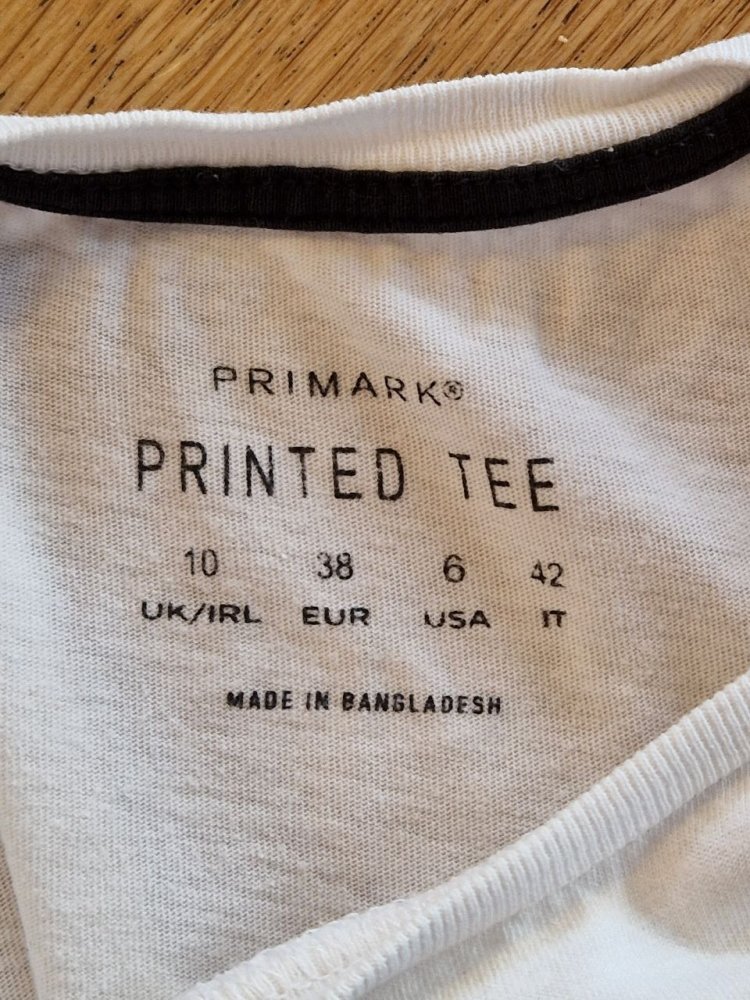 PRIMARK®
PRINTED TEE
10 38 6 42
UK/IRL EUR USA IT
MADE IN BANGLADESH